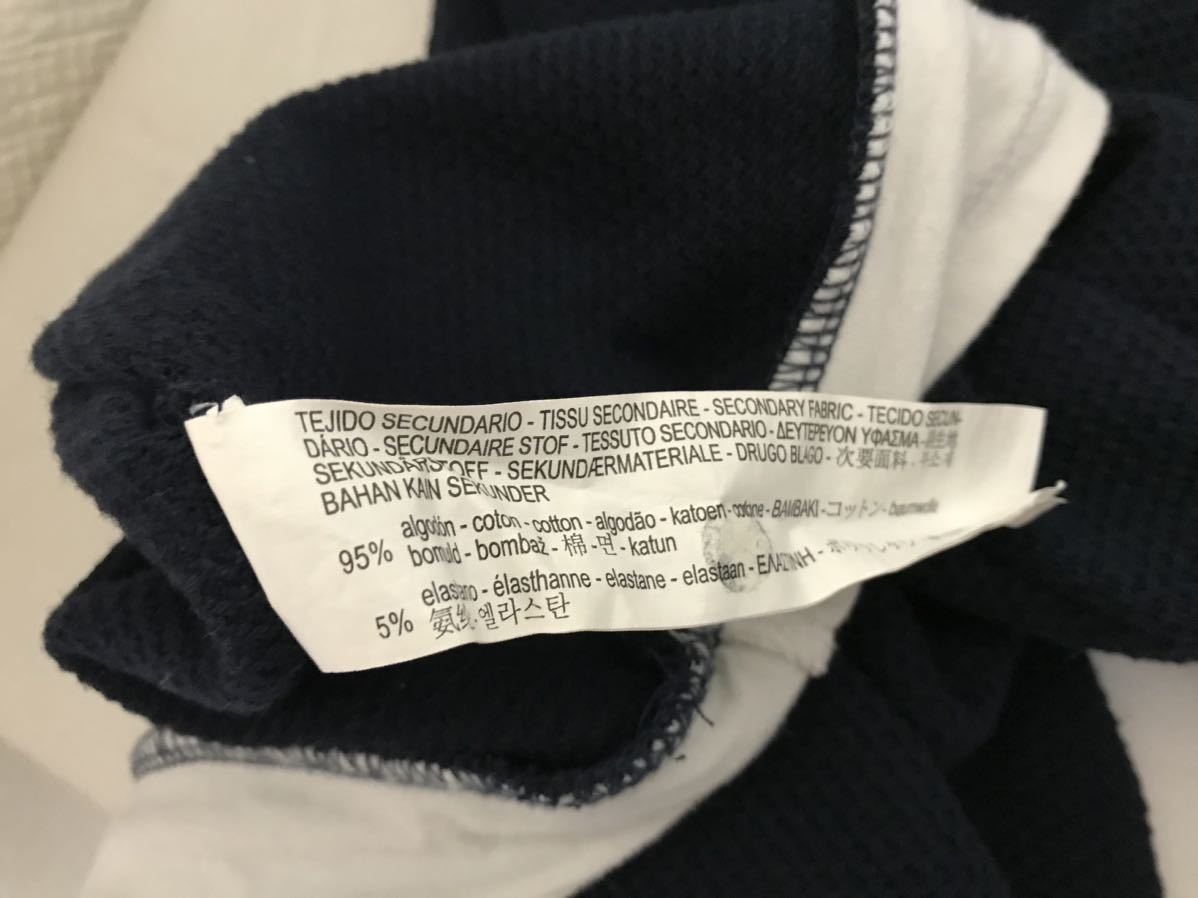 TEJIDO SECUNDARIO - TISSU SECONDAIRE - SECONDARY FABRIC - TECIDO SECUN-
DÁRIO - SECUNDAIRE STOF - TESSUTO SECONDARIO - ΔΕΥΤΕΡΕΥΟΝ ΥΦΑΣΜΑ -
SEKUNDÄRSTOFF - SEKUNDÆRMATERIALE - DRUGO BLAGO - 次要面料 -
BAHAN KAIN SEKUNDER
algotón - coton - cotton - algodão - katoen - cotone - BAMBAKI - コットン - baumwolle
95% bomuld - bombaž - 棉 - 면 - katun
elastano - élasthanne - elastane - elastaan - ΕΛΑΣΤΙΝΗ -
5% 氨纶 엘라스탄